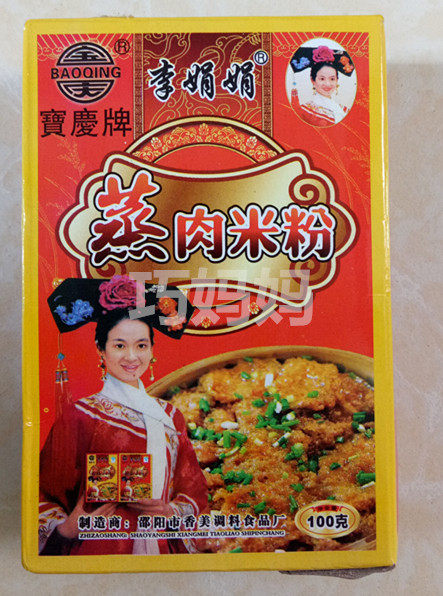 BAOQING
®
寶慶牌
李娟娟®
蒸肉米粉
巧妈妈
制造商：邵阳市香美调料食品厂
ZHIZAOSHANG: SHAOYANGSHI XIANGMEI TIAOLIAO SHIPINCHANG
100克